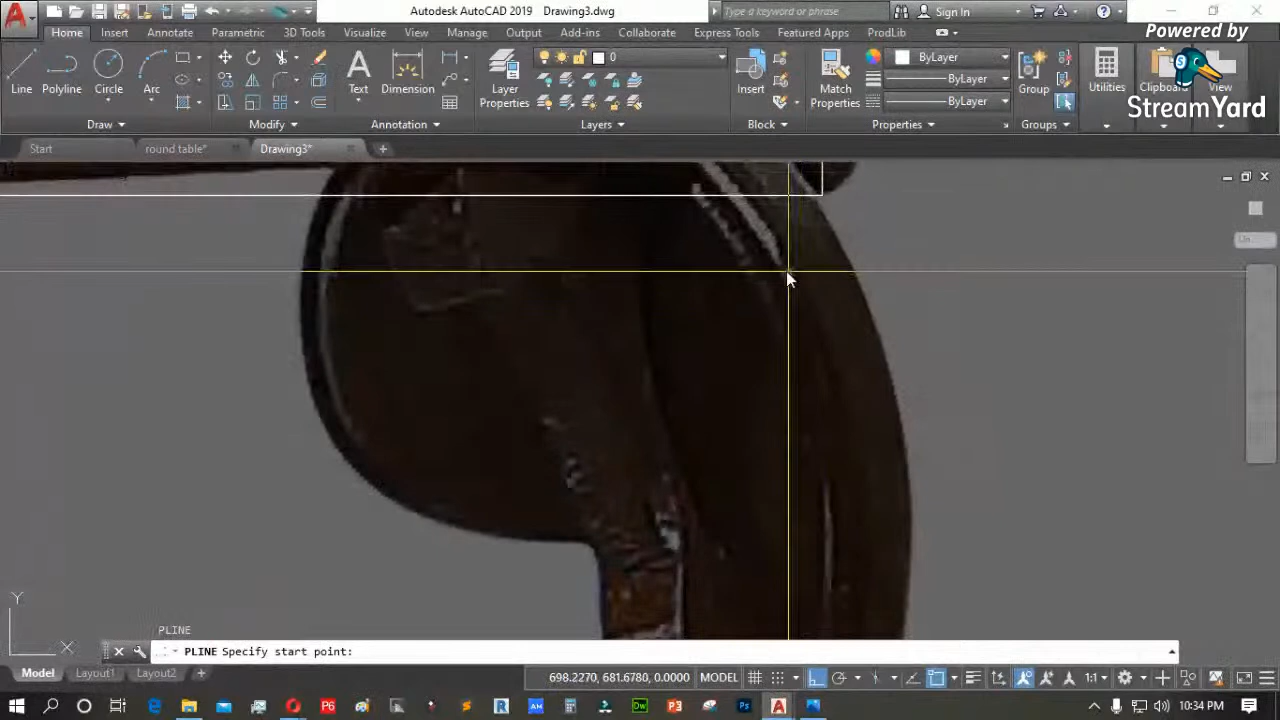 Autodesk AutoCAD 2019 Drawing3.dwg
Type a keyword or phrase
Sign In
Powered by
StreamYard
Home Insert Annotate Parametric 3D Tools Visualize View Manage Output Add-ins Collaborate Express Tools Featured Apps ProdLib
Line Polyline Circle Arc
Text Dimension
Layer Properties
0
Insert
Match Properties
ByLayer
ByLayer
ByLayer
Group
Utilities
Clipboard
View
Draw Modify Annotation Layers Block Properties Groups
Start round table* Drawing3*
Y
X
PLINE
PLINE Specify start point:
Model Layout1 Layout2
698.2270, 681.6780, 0.0000 MODEL
1:1
10:34 PM